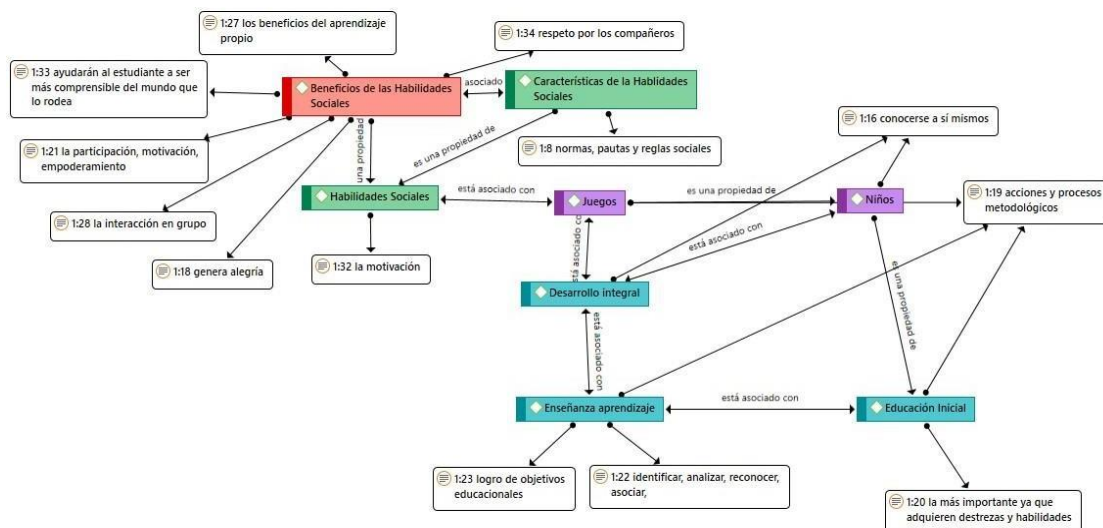 1:27 los beneficios del aprendizaje
propio
1:34 respeto por los compañeros
1:33 ayudarán al estudiante a ser
más comprensible del mundo que
lo rodea
Beneficios de las Habilidades
Sociales
asociado
Características de la Hablidades
Sociales
1:16 conocerse a sí mismos
1:21 la participación, motivación,
empoderamiento
una propiedad
es una propiedad de
1:8 normas, pautas y reglas sociales
Habilidades Sociales
está asociado con
Juegos
es una propiedad de
Niños
1:19 acciones y procesos
metodológicos
1:28 la interacción en grupo
1:18 genera alegría
1:32 la motivación
está asociado con
está asociado con
es una propiedad de
Desarrollo integral
está asociado con
Enseñanza aprendizaje
está asociado con
Educación Inicial
1:23 logro de objetivos
educacionales
1:22 identificar, analizar, reconocer,
asociar,
1:20 la más importante ya que
adquieren destrezas y habilidades